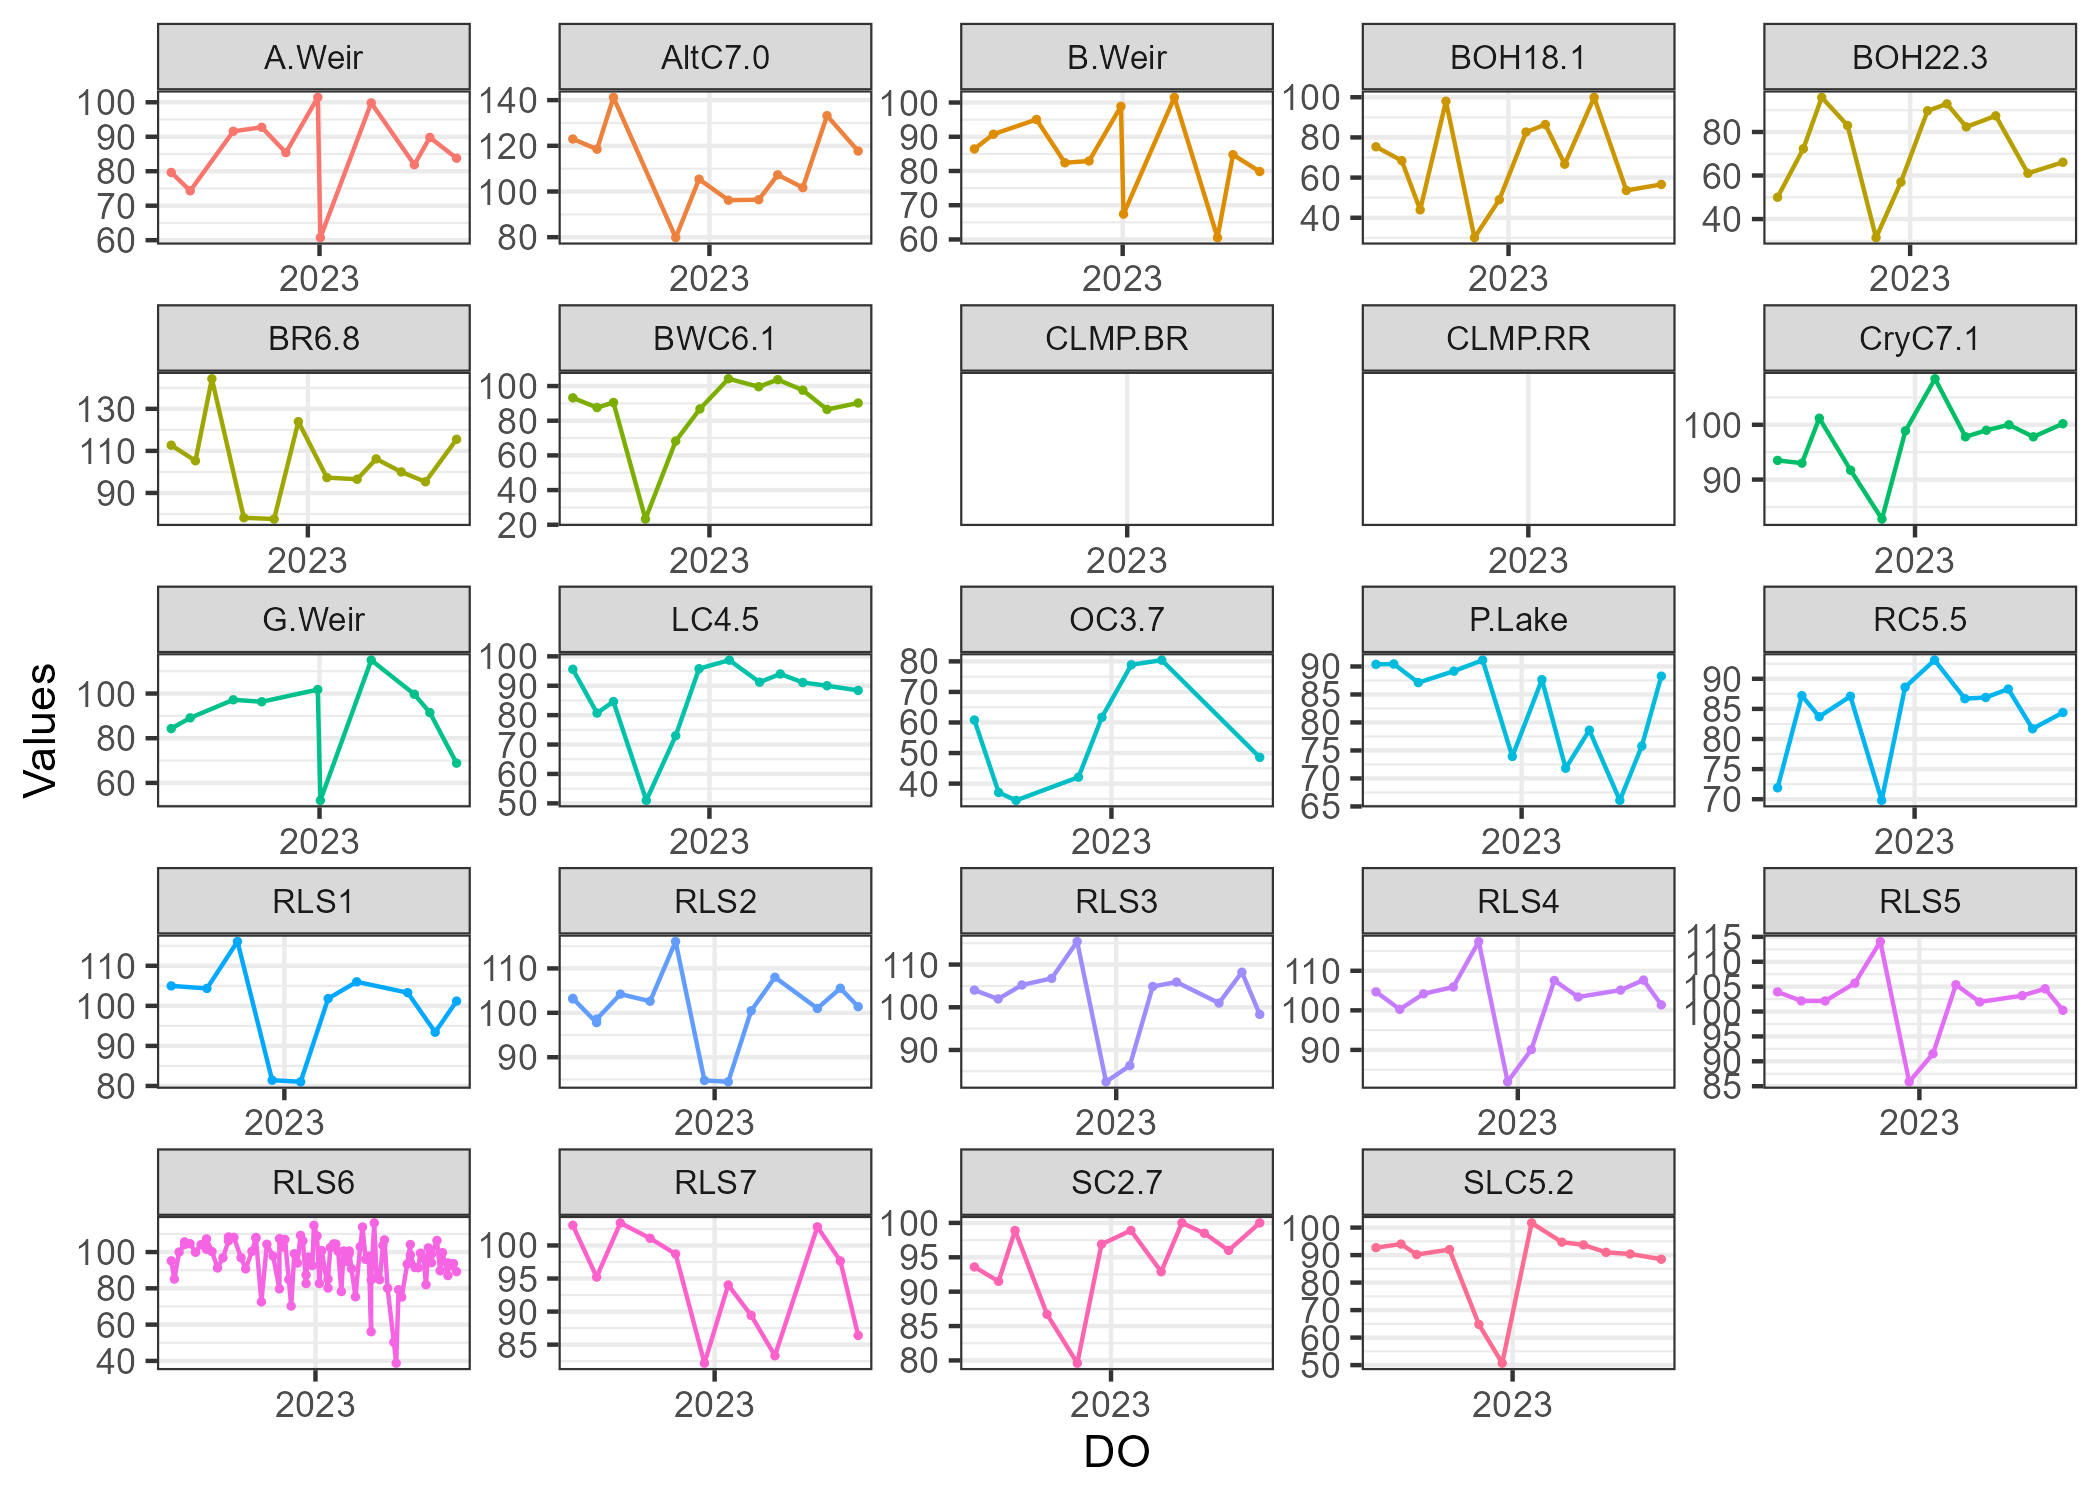 A.Weir AltC7.0 B.Weir BOH18.1 BOH22.3
100 90 80 70 60 140 120 100 80 100 90 80 70 60 100 80 60 40 80 60 40
2023 2023 2023 2023 2023
BR6.8 BWC6.1 CLMP.BR CLMP.RR CryC7.1
130 110 90 100 80 60 40 20 100 90
2023 2023 2023 2023 2023
G.Weir LC4.5 OC3.7 P.Lake RC5.5
100 80 60 100 90 80 70 60 50 80 70 60 50 40 90 85 80 75 70 65 90 85 80 75 70
2023 2023 2023 2023 2023
Values
RLS1 RLS2 RLS3 RLS4 RLS5
110 100 90 80 110 100 90 110 100 90 110 100 90 115 110 105 100 95 90 85
2023 2023 2023 2023 2023
RLS6 RLS7 SC2.7 SLC5.2
100 80 60 40 100 95 90 85 100 95 90 85 80 100 90 80 70 60 50
2023 2023 2023 2023
DO